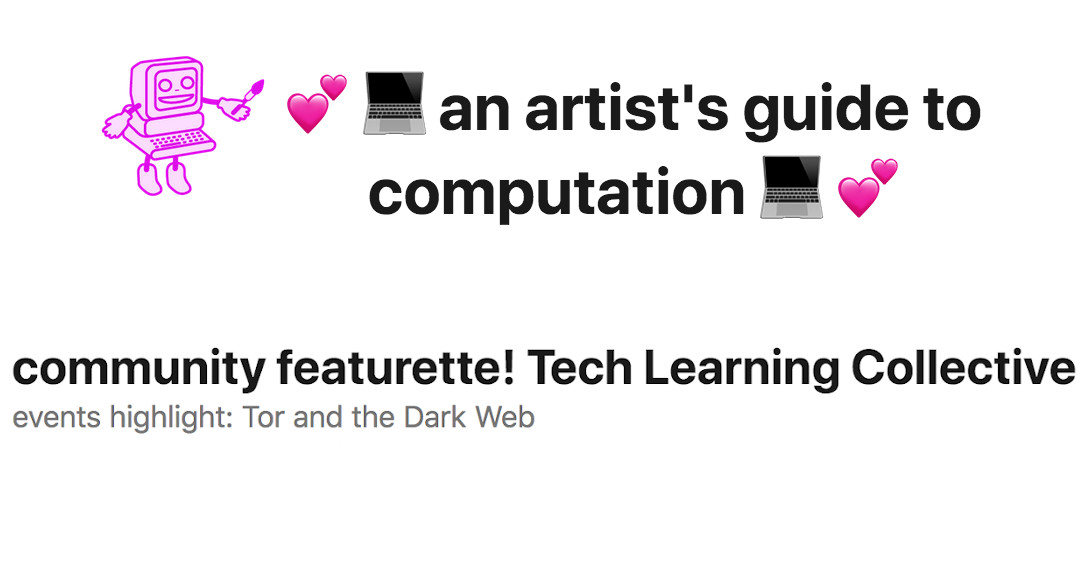 💕 💻 an artist's guide to
computation 💻 💕
community featurette! Tech Learning Collective
events highlight: Tor and the Dark Web